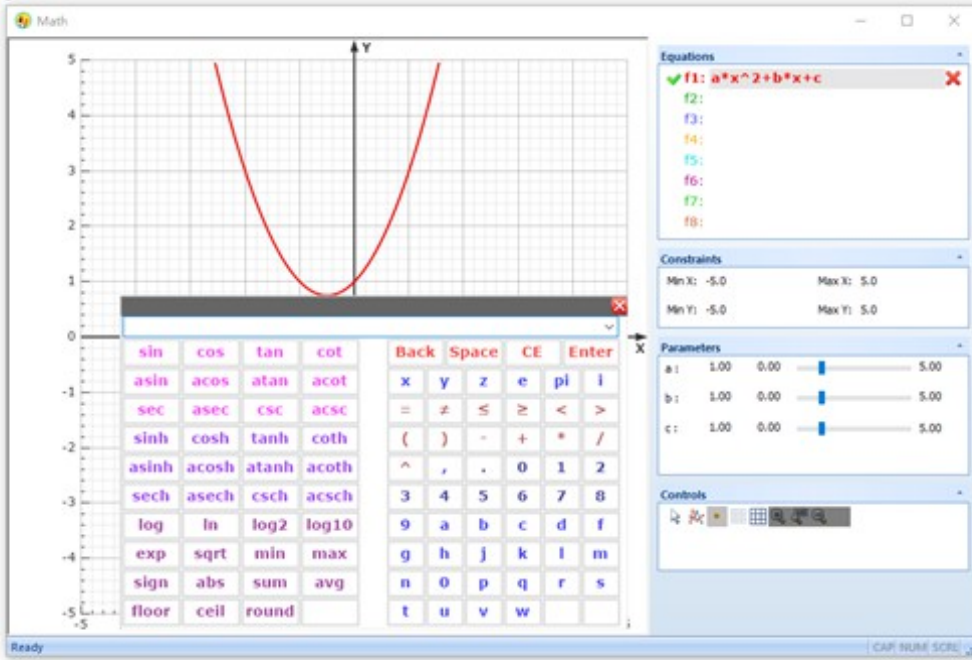 Math
Y
5
4
3
2
1
0
-1
-2
-3
-4
-5
-5
X
sin cos tan cot
asin acos atan acot
sec asec csc acsc
sinh cosh tanh coth
asinh acosh atanh acoth
sech asech csch acsch
log ln log2 log10
exp sqrt min max
sign abs sum avg
floor ceil round
Back Space CE Enter
x y z e pi i
= ≠ ≤ ≥ < >
( ) - + * /
^ , . 0 1 2
3 4 5 6 7 8
9 a b c d f
g h j k l m
n 0 p q r s
t u v w
Equations
f1: a*x^2+b*x+c
f2:
f3:
f4:
f5:
f6:
f7:
f8:
Constraints
Min X: -5.0 Max X: 5.0
Min Y: -5.0 Max Y: 5.0
Parameters
a: 1.00 0.00 5.00
b: 1.00 0.00 5.00
c: 1.00 0.00 5.00
Controls
Ready CAP NUM SCRL